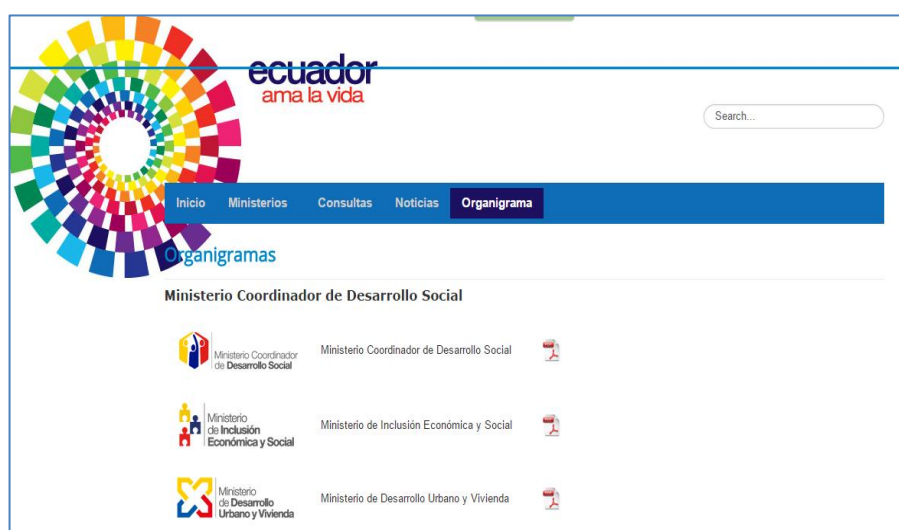 ecuador
ama la vida
Search...
Inicio Ministerios Consultas Noticias Organigrama
Organigramas
Ministerio Coordinador de Desarrollo Social
Ministerio Coordinador
de Desarrollo Social
Ministerio Coordinador de Desarrollo Social
Ministerio
de Inclusión
Económica y Social
Ministerio de Inclusión Económica y Social
Ministerio
de Desarrollo
Urbano y Vivienda
Ministerio de Desarrollo Urbano y Vivienda